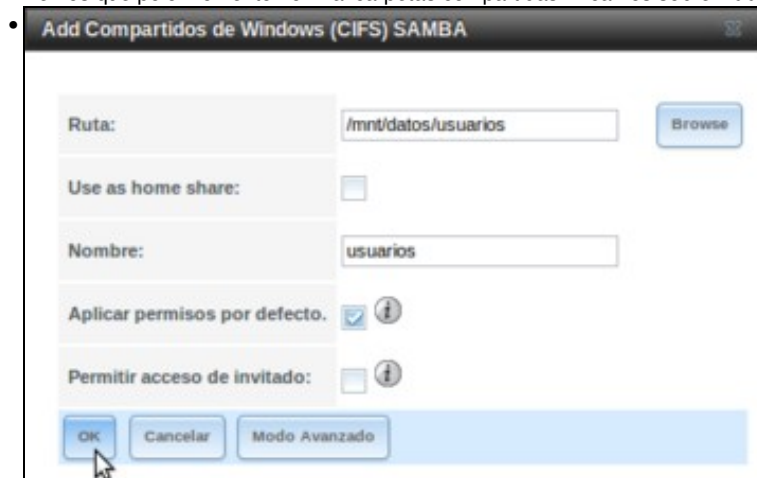 Add Compartidos de Windows (CIFS) SAMBA
Ruta: /mnt/datos/usuarios Browse
Use as home share:
Nombre: usuarios
Aplicar permisos por defecto.
Permitir acceso de invitado:
OK Cancelar Modo Avanzado